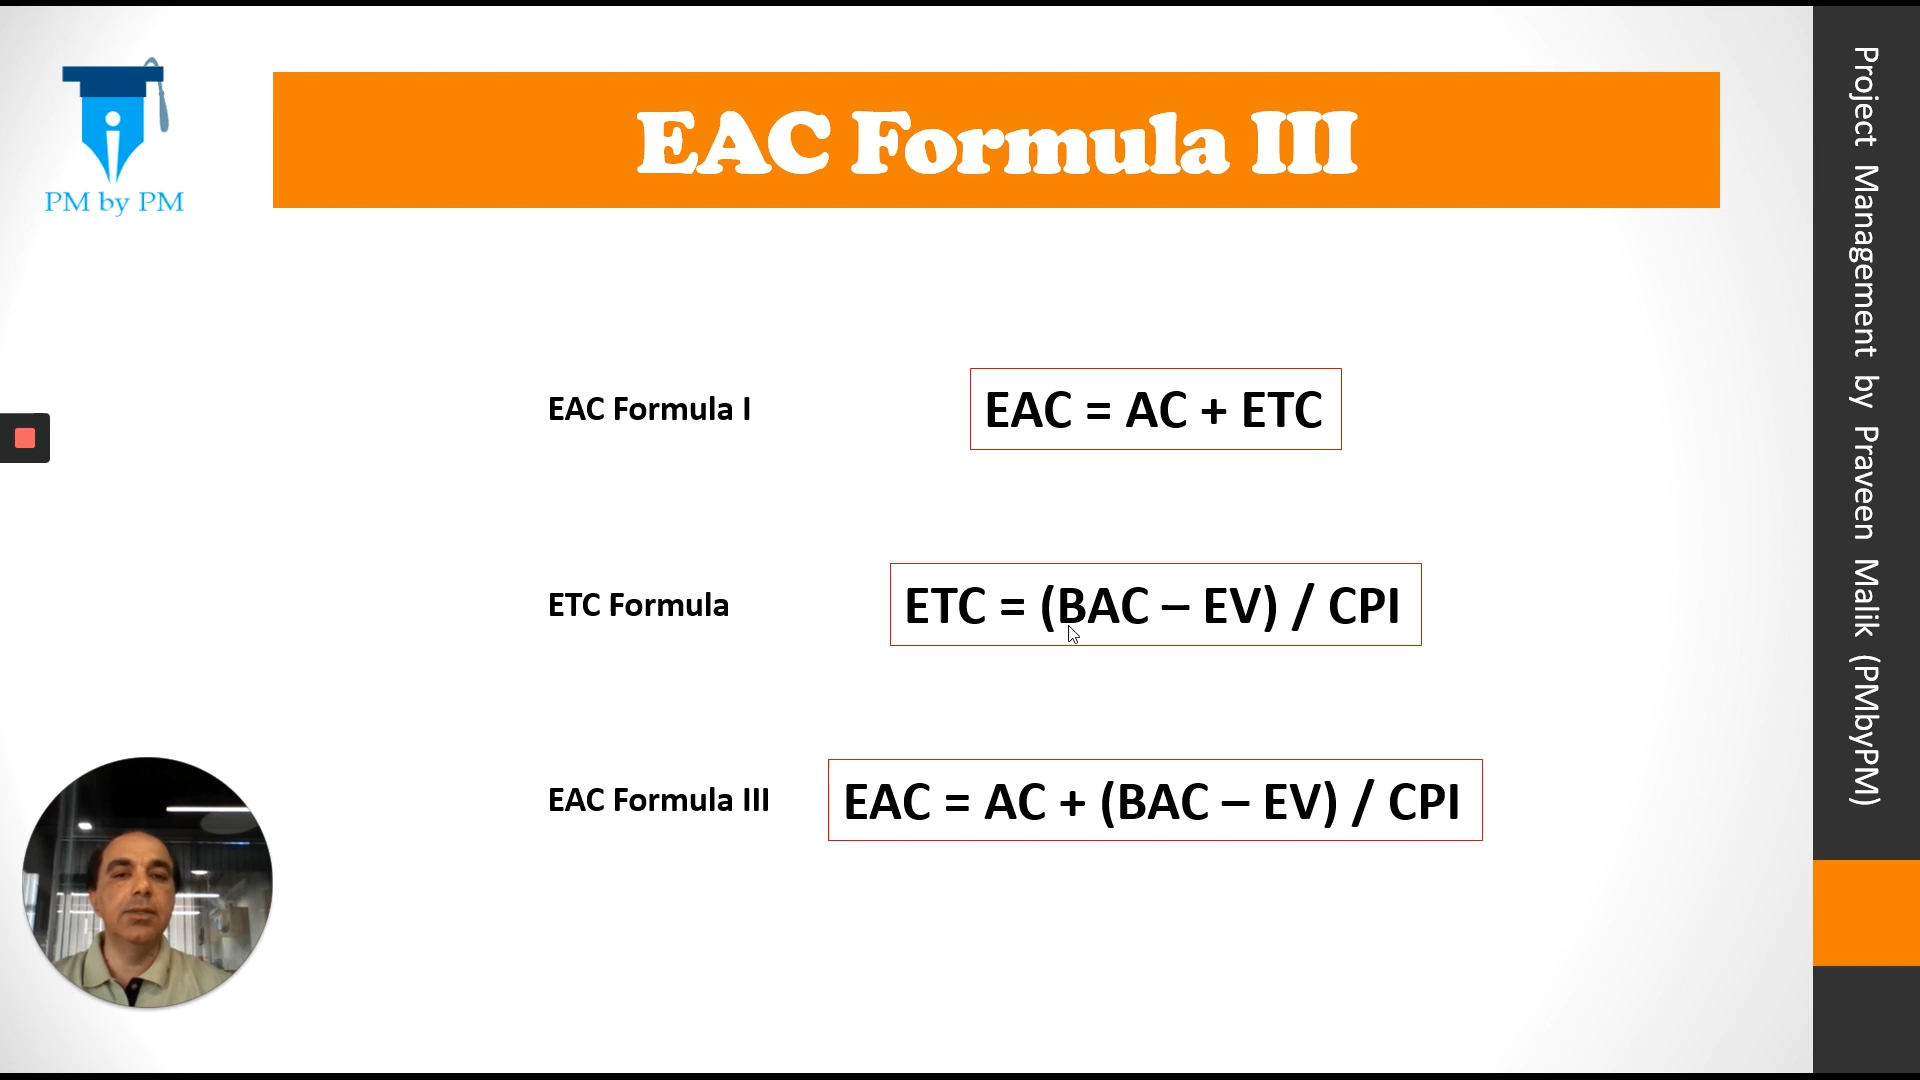 PM by PM
EAC Formula III
EAC Formula I
EAC = AC + ETC
ETC Formula
ETC = (BAC – EV) / CPI
EAC Formula III
EAC = AC + (BAC – EV) / CPI
Project Management by Praveen Malik (PMbyPM)